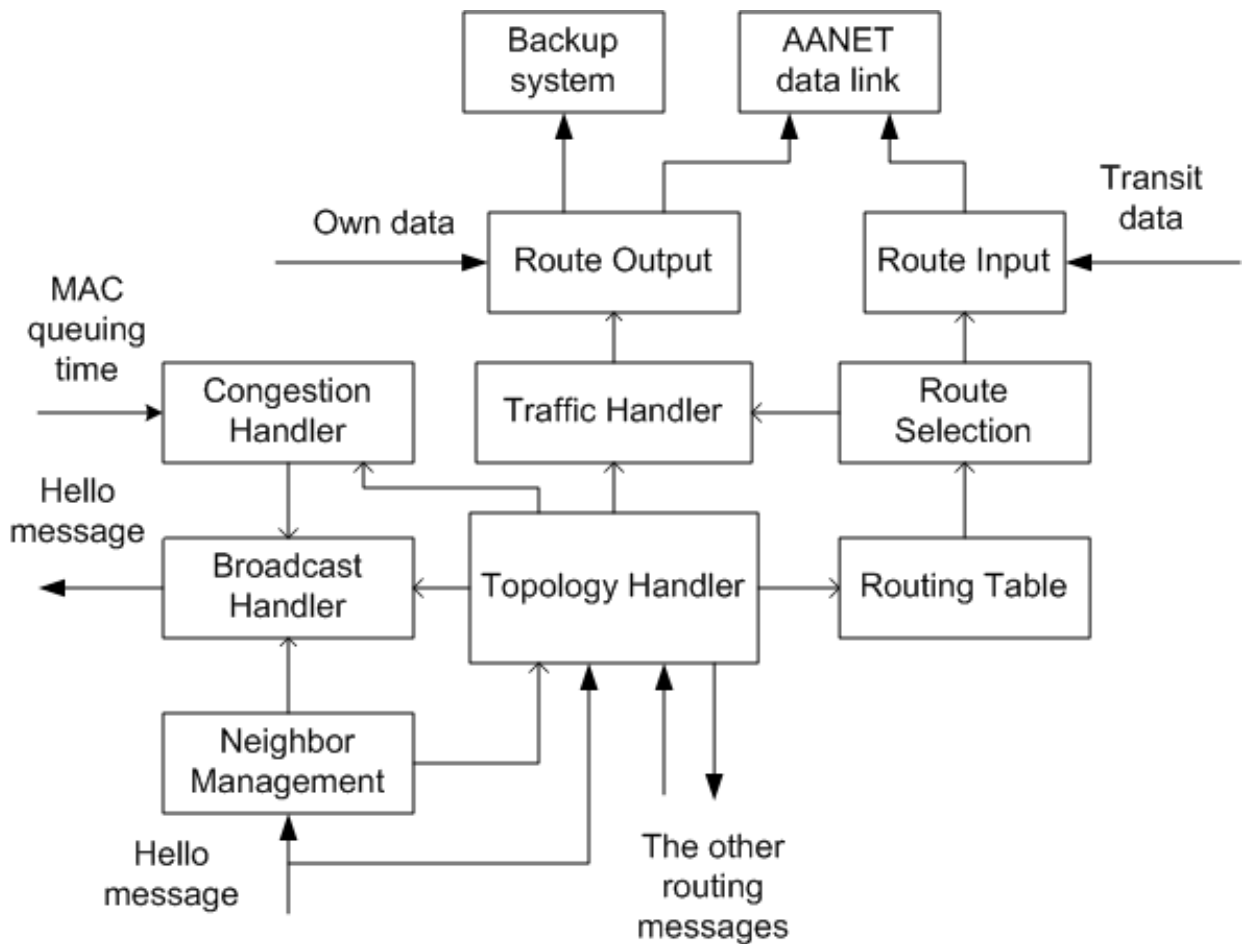 Backup
system
AANET
data link
Transit
data
Own data
Route Output
Route Input
MAC
queuing
time
Congestion
Handler
Traffic Handler
Route
Selection
Hello
message
Broadcast
Handler
Topology Handler
Routing Table
Neighbor
Management
Hello
message
The other
routing
messages